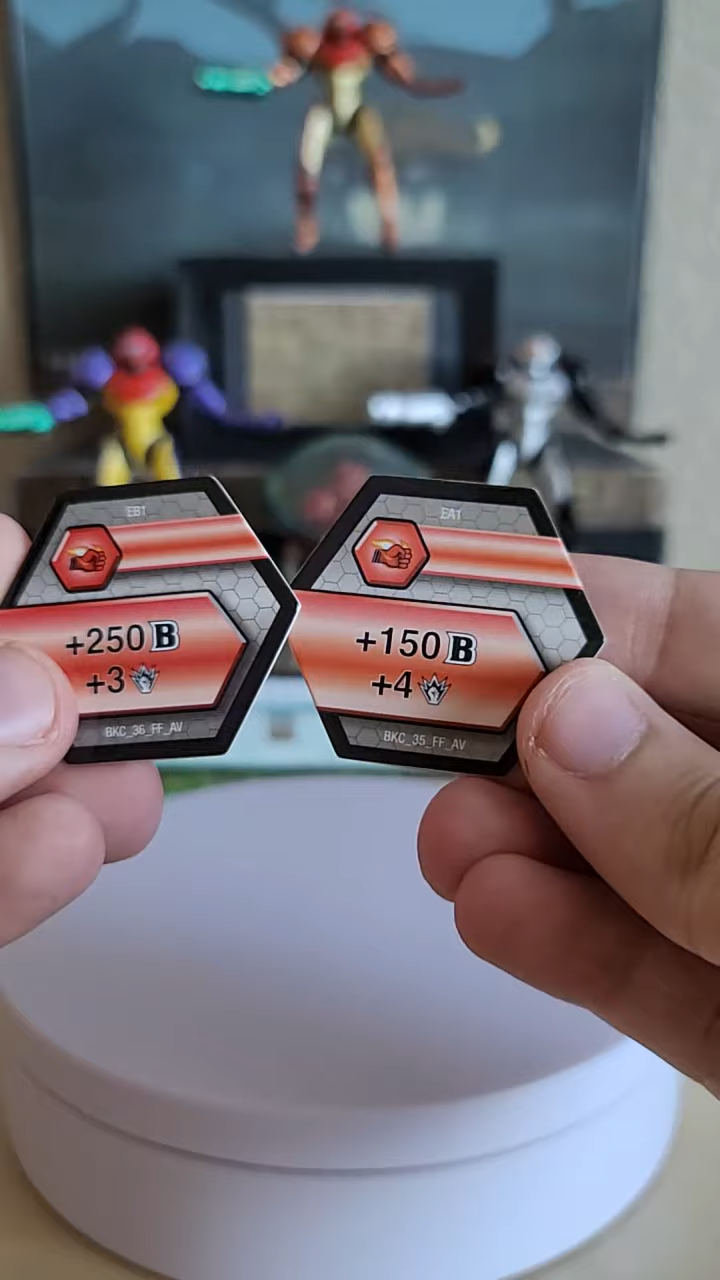 EB1
+250 B
+3
BKC_36_FF_AV
EA1
+150 B
+4
BKC_35_FF_AV